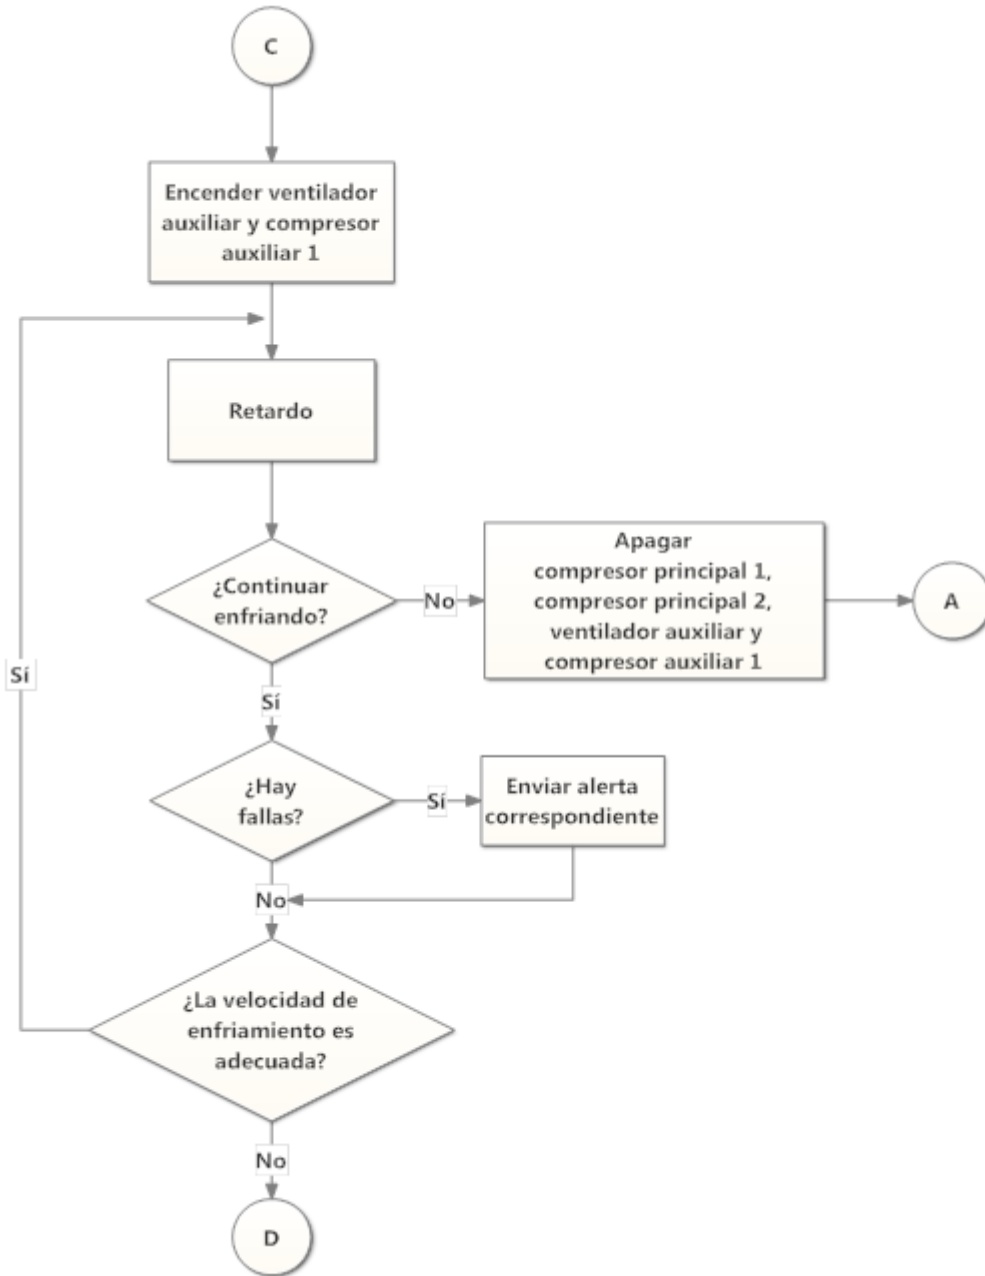 C
Encender ventilador
auxiliar y compresor
auxiliar 1
Retardo
¿Continuar
enfriando?
No
Apagar
compresor principal 1,
compresor principal 2,
ventilador auxiliar y
compresor auxiliar 1
A
Sí
Sí
¿Hay
fallas?
Sí
Enviar alerta
correspondiente
No
¿La velocidad de
enfriamiento es
adecuada?
No
D